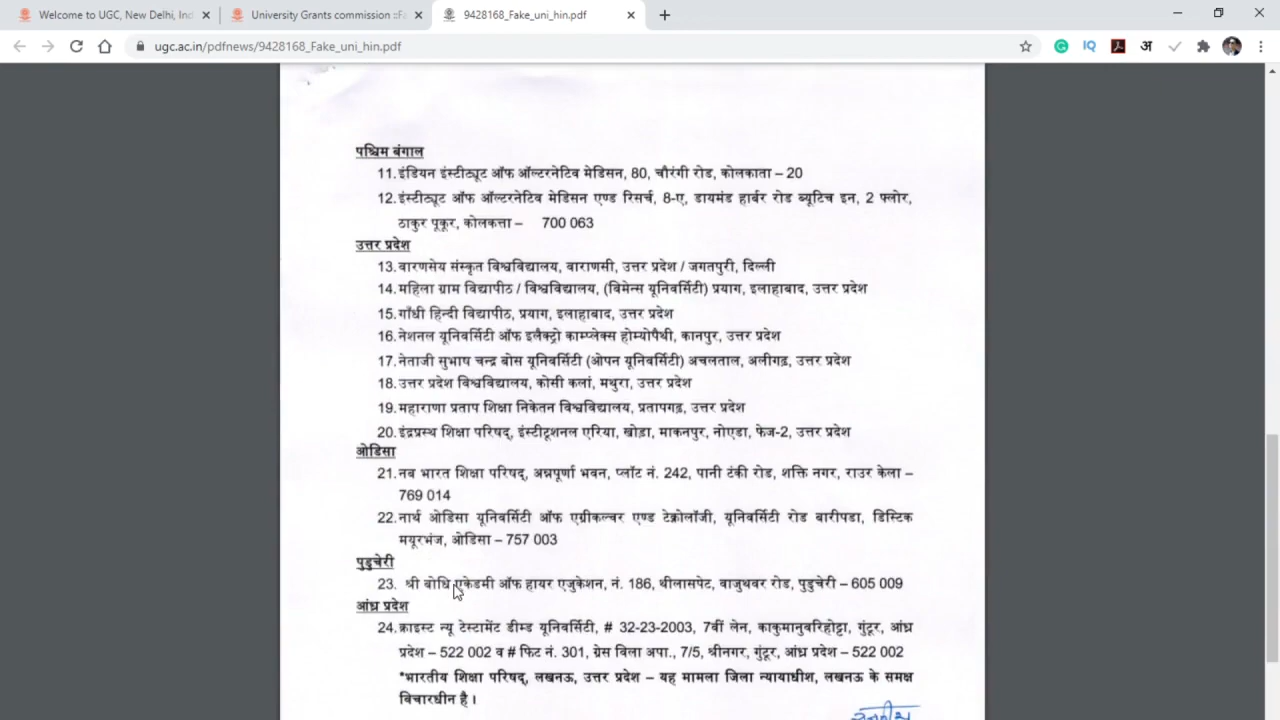 Welcome to UGC, New Delhi, Ind
University Grants commission ::Fa
9428168_Fake_uni_hin.pdf
ugc.ac.in/pdfnews/9428168_Fake_uni_hin.pdf
IQ
अ
पश्चिम बंगाल
11. इंडियन इंस्टीट्यूट ऑफ ऑल्टरनेटिव मेडिसन, 80, चौरंगी रोड, कोलकाता – 20
12. इंस्टीट्यूट ऑफ ऑल्टरनेटिव मेडिसन एण्ड रिसर्च, 8-ए, डायमंड हार्बर रोड ब्यूटिच इन, 2 फ्लोर,
ठाकुर पूकूर, कोलकत्ता – 700 063
उत्तर प्रदेश
13. वारणसेय संस्कृत विश्वविद्यालय, वाराणसी, उत्तर प्रदेश / जगतपुरी, दिल्ली
14. महिला ग्राम विद्यापीठ / विश्वविद्यालय, (विमेन्स यूनिवर्सिटी) प्रयाग, इलाहाबाद, उत्तर प्रदेश
15. गाँधी हिन्दी विद्यापीठ, प्रयाग, इलाहाबाद, उत्तर प्रदेश
16. नेशनल यूनिवर्सिटी ऑफ इलैक्ट्रो काम्प्लेक्स होम्योपैथी, कानपुर, उत्तर प्रदेश
17. नेताजी सुभाष चन्द्र बोस यूनिवर्सिटी (ओपन यूनिवर्सिटी) अचलताल, अलीगढ़, उत्तर प्रदेश
18. उत्तर प्रदेश विश्वविद्यालय, कोसी कलां, मथुरा, उत्तर प्रदेश
19. महाराणा प्रताप शिक्षा निकेतन विश्वविद्यालय, प्रतापगढ़, उत्तर प्रदेश
20. इंद्रप्रस्थ शिक्षा परिषद्, इंस्टीटूशनल एरिया, खोड़ा, माकनपुर, नोएडा, फेज-2, उत्तर प्रदेश
ओडिसा
21. नव भारत शिक्षा परिषद्, अन्नपूर्णा भवन, प्लॉट नं. 242, पानी टंकी रोड, शक्ति नगर, राउर केला –
769 014
22. नार्थ ओडिसा यूनिवर्सिटी ऑफ एग्रीकल्चर एण्ड टेक्नोलॉजी, यूनिवर्सिटी रोड बारीपडा, डिस्टिक
मयूरभंज, ओडिसा – 757 003
पुडुचेरी
23. श्री बोधि एकेडमी ऑफ हायर एजुकेशन, नं. 186, थीलासपेट, वाजुथवर रोड, पुडुचेरी – 605 009
आंध्र प्रदेश
24. क्राइस्ट न्यू टेस्टामेंट डीम्ड यूनिवर्सिटी, # 32-23-2003, 7वीं लेन, काकुमानुवरिहोट्टा, गुंटूर, आंध्र
प्रदेश – 522 002 व # फिट नं. 301, ग्रेस विला अपा., 7/5, श्रीनगर, गुंटूर, आंध्र प्रदेश – 522 002
*भारतीय शिक्षा परिषद्, लखनऊ, उत्तर प्रदेश – यह मामला जिला न्यायाधीश, लखनऊ के समक्ष
विचारधीन है।